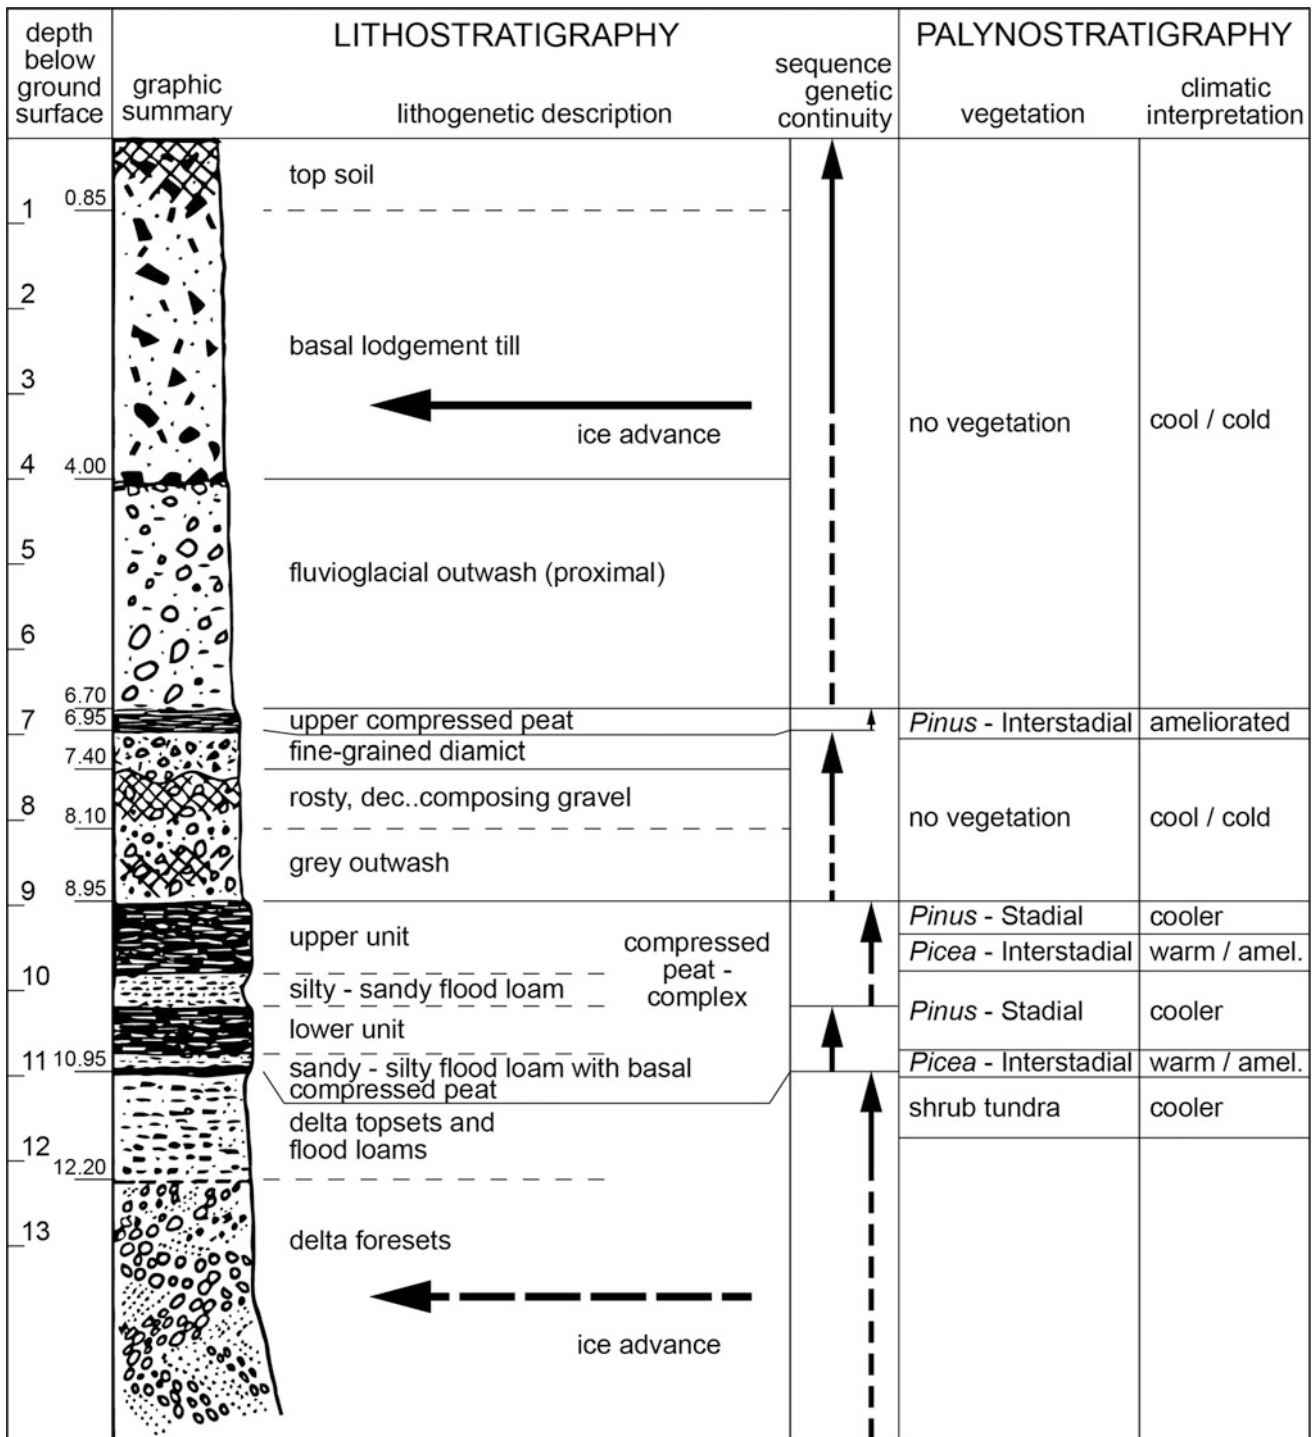 depth
below
ground
surface
LITHOSTRATIGRAPHY
graphic
summary
lithogenetic description
sequence
genetic
continuity
PALYNOSTRATIGRAPHY
vegetation
climatic
interpretation
0.85
1
2
3
4
4.00
5
6
6.70
7
6.95
7.40
8
8.10
9
8.95
10
11
10.95
12
12.20
13
top soil
basal lodgement till
ice advance
fluvioglacial outwash (proximal)
upper compressed peat
fine-grained diamict
rosty, dec..composing gravel
grey outwash
upper unit
compressed
peat -
complex
silty - sandy flood loam
lower unit
sandy - silty flood loam with basal
compressed peat
delta topsets and
flood loams
delta foresets
ice advance
no vegetation
cool / cold
Pinus - Interstadial
ameliorated
no vegetation
cool / cold
Pinus - Stadial
cooler
Picea - Interstadial
warm / amel.
Pinus - Stadial
cooler
Picea - Interstadial
warm / amel.
shrub tundra
cooler